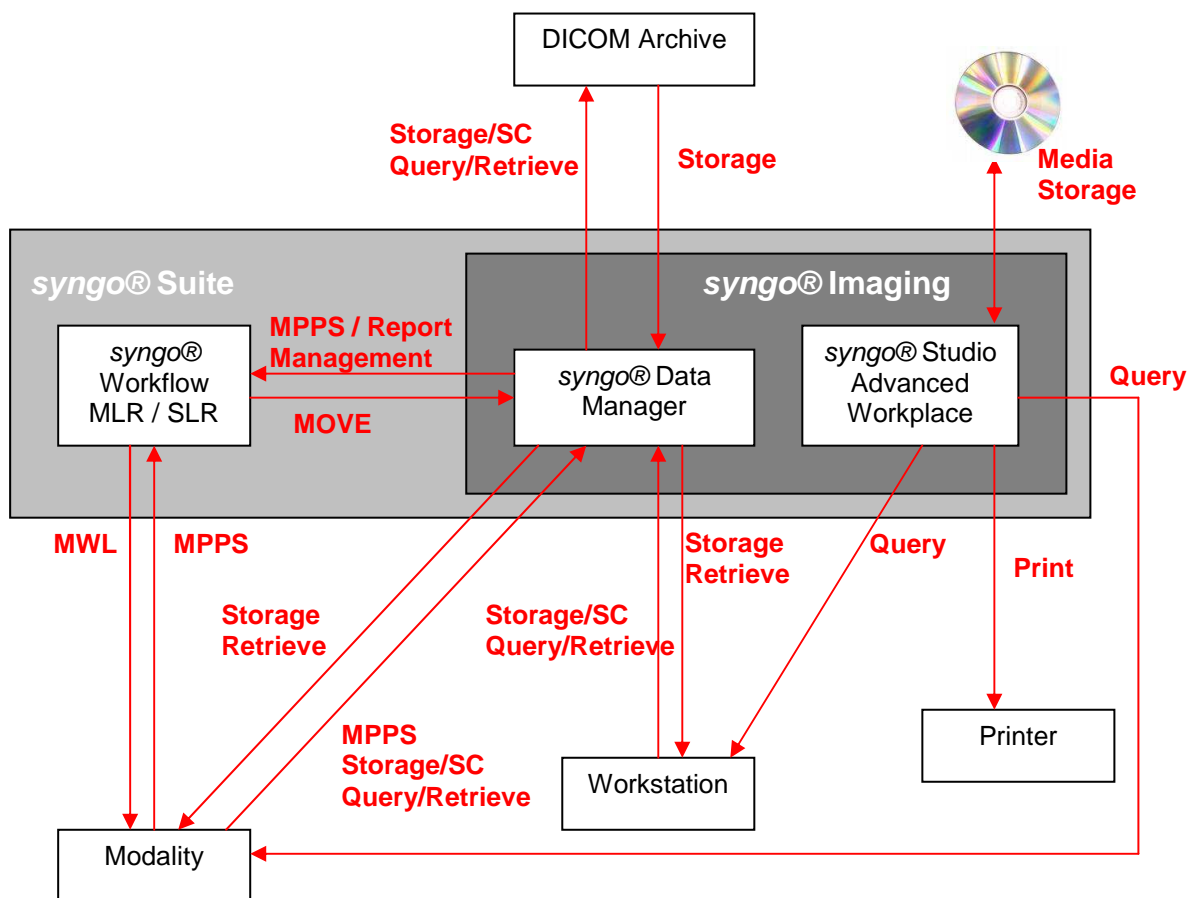 DICOM Archive
Storage/SC
Query/Retrieve
Storage
Media
Storage
syngo® Suite
syngo® Imaging
MPPS / Report
Management
syngo®
Workflow
MLR / SLR
MOVE
syngo® Data
Manager
syngo® Studio
Advanced
Workplace
Query
MWL
MPPS
Storage
Retrieve
Query
Print
Storage
Retrieve
Storage/SC
Query/Retrieve
MPPS
Storage/SC
Query/Retrieve
Workstation
Printer
Modality